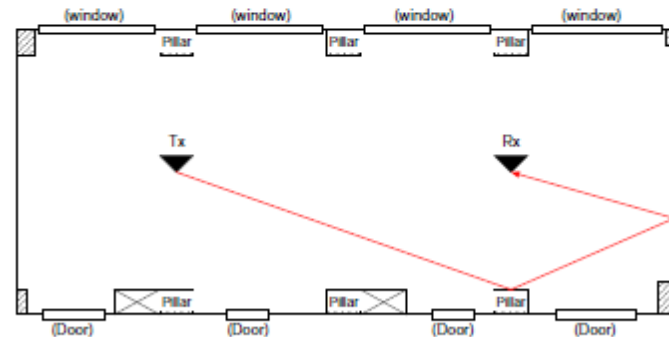 (window) (window) (window) (window)
Pillar Pillar Pillar
Tx Rx
Pillar Pillar Pillar
(Door) (Door) (Door) (Door)